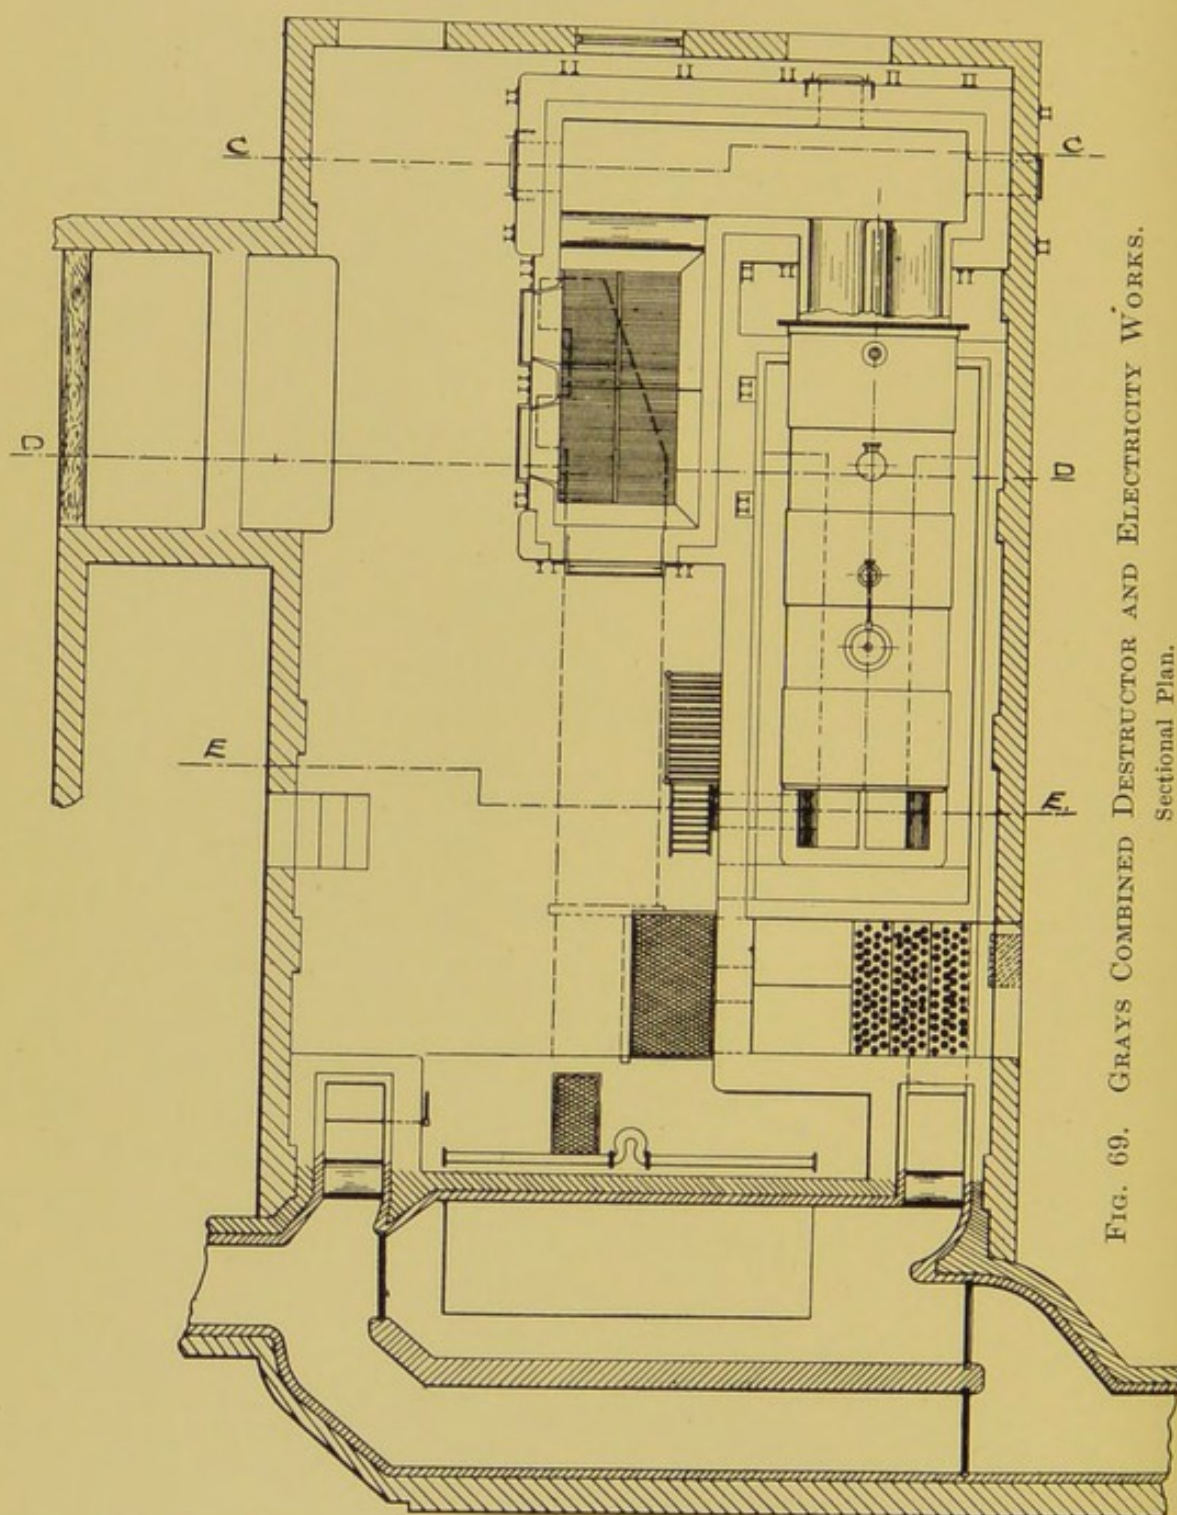 C C
D D
E E.
FIG. 69. GRAYS COMBINED DESTRUCTOR AND ELECTRICITY WORKS.
Sectional Plan.